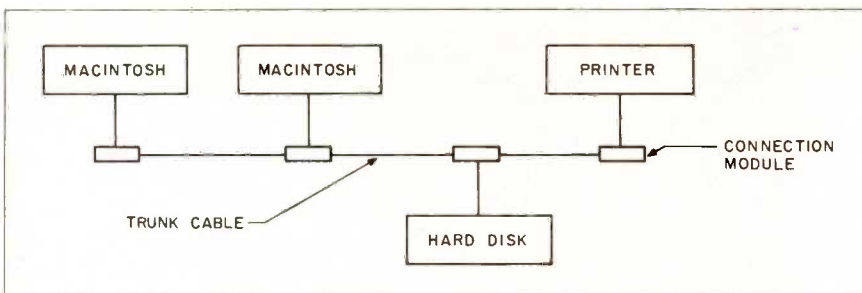 MACINTOSH
MACINTOSH
PRINTER
CONNECTION
MODULE
TRUNK CABLE
HARD DISK